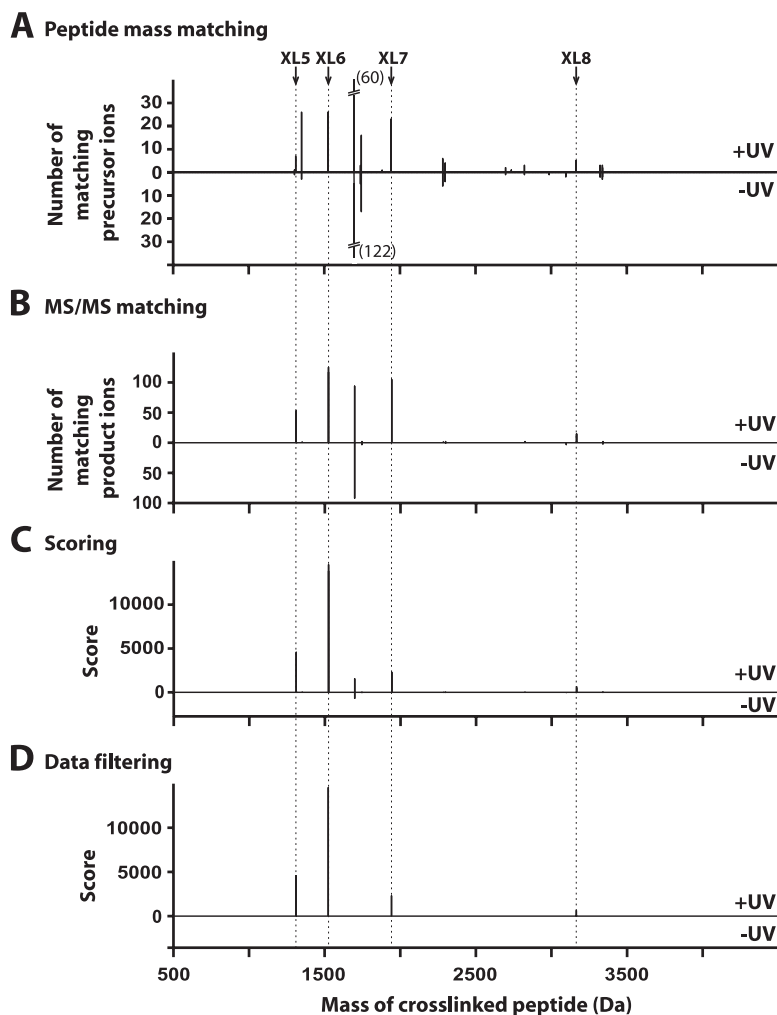 A Peptide mass matching
XL5 XL6 XL7 XL8
(60)
30
20
10
0
10
20
30
Number of
matching
precursor ions
+UV
-UV
(122)
B MS/MS matching
100
50
0
50
100
Number of
matching
product ions
+UV
-UV
C Scoring
10000
5000
0
Score
+UV
-UV
D Data filtering
10000
5000
0
Score
+UV
-UV
500 1500 2500 3500
Mass of crosslinked peptide (Da)